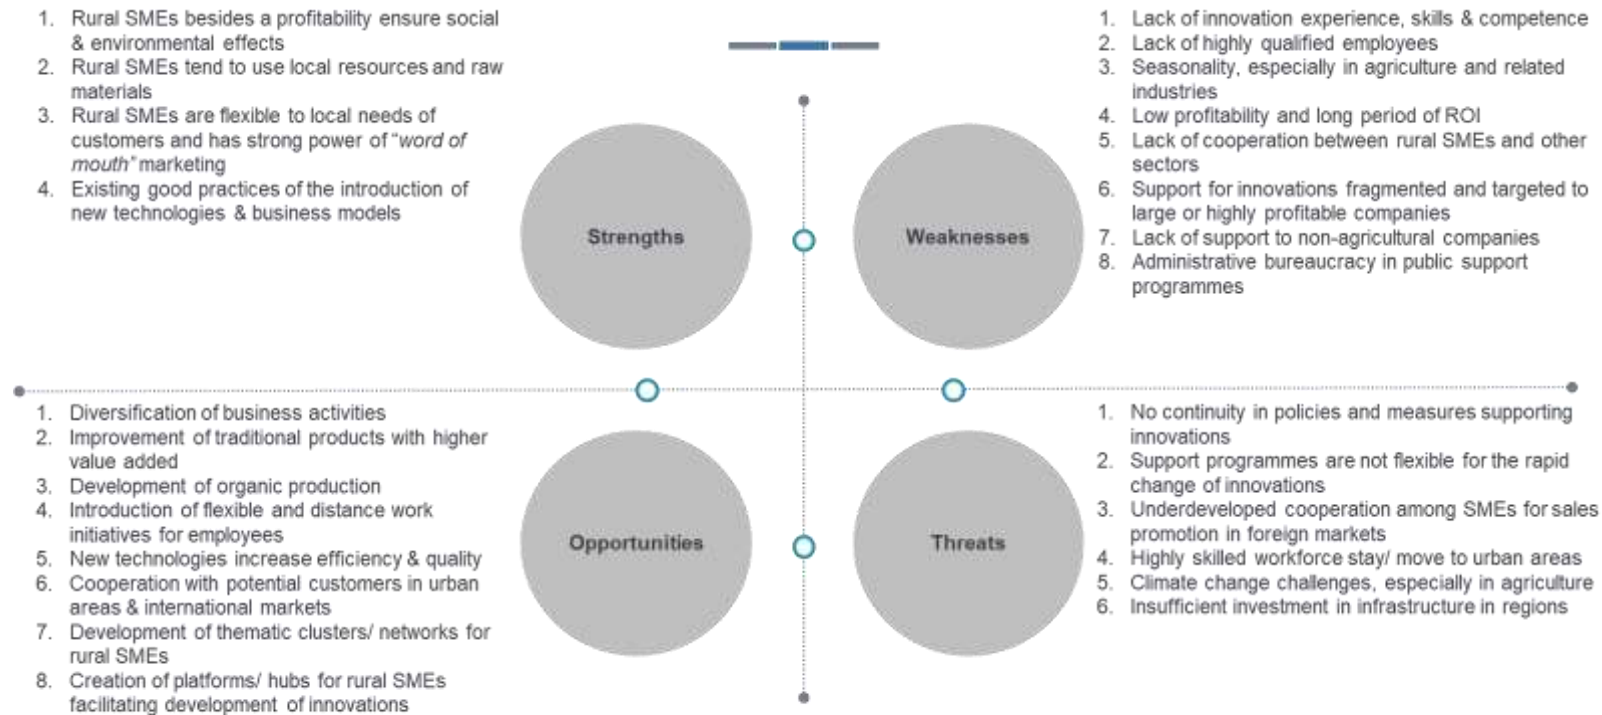 1. Rural SMEs besides a profitability ensure social
& environmental effects
2. Rural SMEs tend to use local resources and raw
materials
3. Rural SMEs are flexible to local needs of
customers and has strong power of “word of
mouth” marketing
4. Existing good practices of the introduction of
new technologies & business models
Strengths
1. Lack of innovation experience, skills & competence
2. Lack of highly qualified employees
3. Seasonality, especially in agriculture and related
industries
4. Low profitability and long period of ROI
5. Lack of cooperation between rural SMEs and other
sectors
6. Support for innovations fragmented and targeted to
large or highly profitable companies
7. Lack of support to non-agricultural companies
8. Administrative bureaucracy in public support
programmes
Weaknesses
1. Diversification of business activities
2. Improvement of traditional products with higher
value added
3. Development of organic production
4. Introduction of flexible and distance work
initiatives for employees
5. New technologies increase efficiency & quality
6. Cooperation with potential customers in urban
areas & international markets
7. Development of thematic clusters/ networks for
rural SMEs
8. Creation of platforms/ hubs for rural SMEs
facilitating development of innovations
Opportunities
1. No continuity in policies and measures supporting
innovations
2. Support programmes are not flexible for the rapid
change of innovations
3. Underdeveloped cooperation among SMEs for sales
promotion in foreign markets
4. Highly skilled workforce stay/ move to urban areas
5. Climate change challenges, especially in agriculture
6. Insufficient investment in infrastructure in regions
Threats